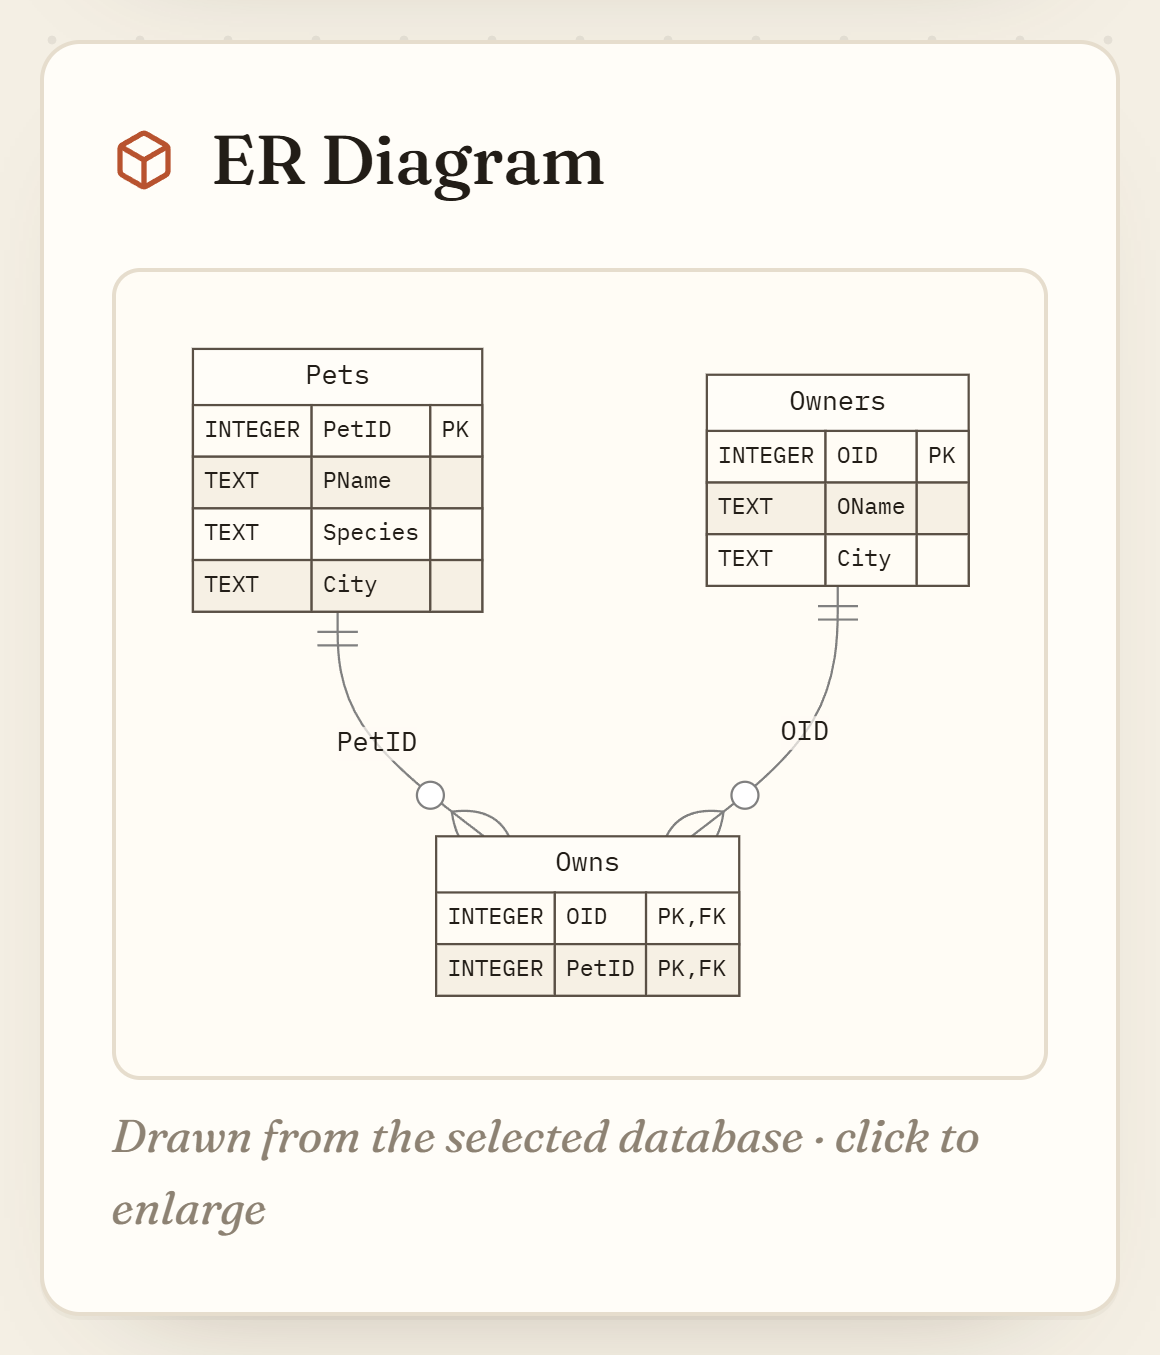 ER Diagram
Pets
INTEGER PetID PK
TEXT PName
TEXT Species
TEXT City
Owners
INTEGER OID PK
TEXT OName
TEXT City
PetID
OID
Owns
INTEGER OID PK,FK
INTEGER PetID PK,FK
Drawn from the selected database · click to
enlarge